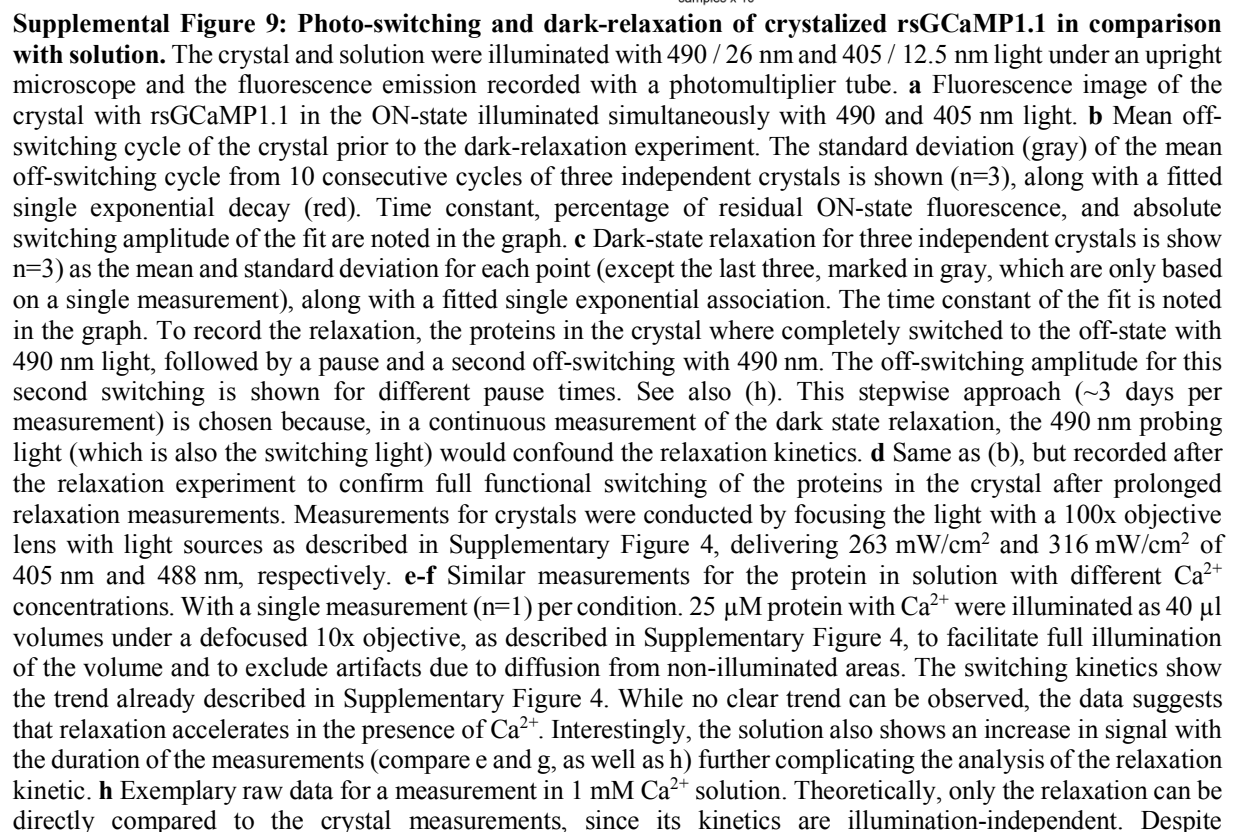 Supplemental Figure 9: Photo-switching and dark-relaxation of crystalized rsGCaMP1.1 in comparison
with solution. The crystal and solution were illuminated with 490 / 26 nm and 405 / 12.5 nm light under an upright
microscope and the fluorescence emission recorded with a photomultiplier tube. a Fluorescence image of the
crystal with rsGCaMP1.1 in the ON-state illuminated simultaneously with 490 and 405 nm light. b Mean off-
switching cycle of the crystal prior to the dark-relaxation experiment. The standard deviation (gray) of the mean
off-switching cycle from 10 consecutive cycles of three independent crystals is shown (n=3), along with a fitted
single exponential decay (red). Time constant, percentage of residual ON-state fluorescence, and absolute
switching amplitude of the fit are noted in the graph. c Dark-state relaxation for three independent crystals is show
n=3) as the mean and standard deviation for each point (except the last three, marked in gray, which are only based
on a single measurement), along with a fitted single exponential association. The time constant of the fit is noted
in the graph. To record the relaxation, the proteins in the crystal where completely switched to the off-state with
490 nm light, followed by a pause and a second off-switching with 490 nm. The off-switching amplitude for this
second switching is shown for different pause times. See also (h). This stepwise approach (~3 days per
measurement) is chosen because, in a continuous measurement of the dark state relaxation, the 490 nm probing
light (which is also the switching light) would confound the relaxation kinetics. d Same as (b), but recorded after
the relaxation experiment to confirm full functional switching of the proteins in the crystal after prolonged
relaxation measurements. Measurements for crystals were conducted by focusing the light with a 100x objective
lens with light sources as described in Supplementary Figure 4, delivering 263 mW/cm² and 316 mW/cm² of
405 nm and 488 nm, respectively. e-f Similar measurements for the protein in solution with different Ca²⁺
concentrations. With a single measurement (n=1) per condition. 25 µM protein with Ca²⁺ were illuminated as 40 µl
volumes under a defocused 10x objective, as described in Supplementary Figure 4, to facilitate full illumination
of the volume and to exclude artifacts due to diffusion from non-illuminated areas. The switching kinetics show
the trend already described in Supplementary Figure 4. While no clear trend can be observed, the data suggests
that relaxation accelerates in the presence of Ca²⁺. Interestingly, the solution also shows an increase in signal with
the duration of the measurements (compare e and g, as well as h) further complicating the analysis of the relaxation
kinetic. h Exemplary raw data for a measurement in 1 mM Ca²⁺ solution. Theoretically, only the relaxation can be
directly compared to the crystal measurements, since its kinetics are illumination-independent. Despite